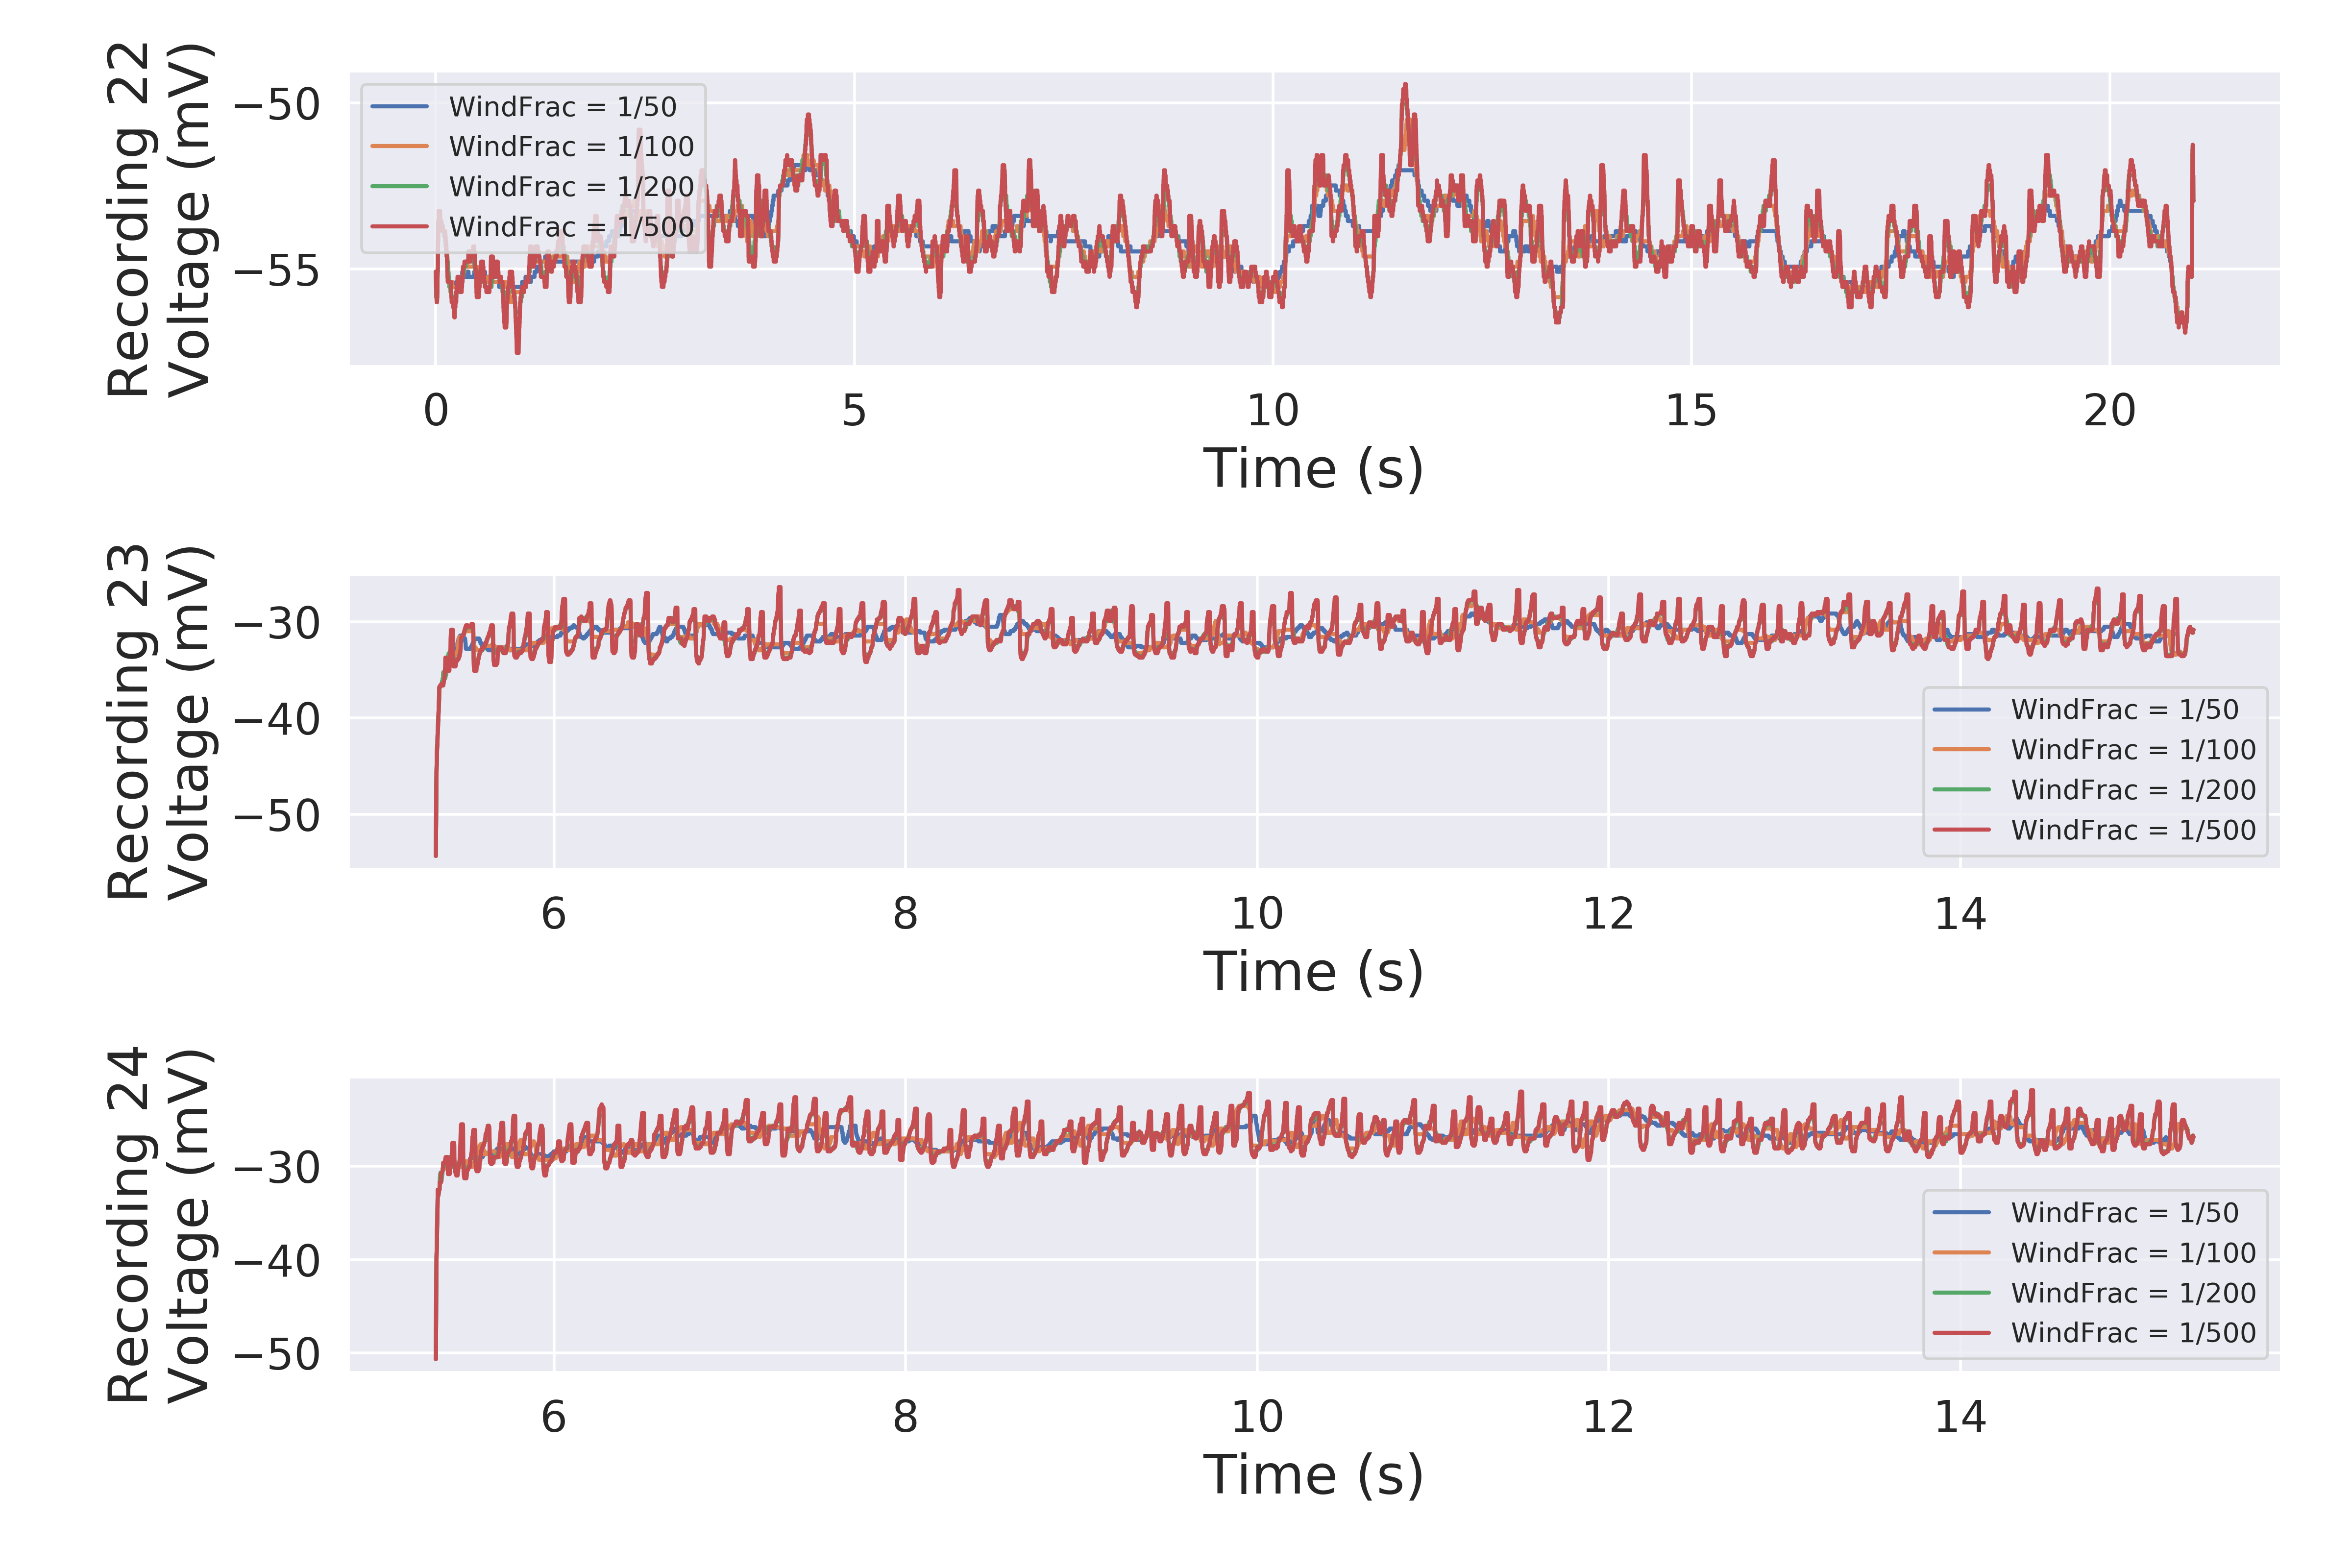 Recording 22
Voltage (mV)
−50
−55
WindFrac = 1/50
WindFrac = 1/100
WindFrac = 1/200
WindFrac = 1/500
0 5 10 15 20
Time (s)
Recording 23
Voltage (mV)
−30
−40
−50
WindFrac = 1/50
WindFrac = 1/100
WindFrac = 1/200
WindFrac = 1/500
6 8 10 12 14
Time (s)
Recording 24
Voltage (mV)
−30
−40
−50
WindFrac = 1/50
WindFrac = 1/100
WindFrac = 1/200
WindFrac = 1/500
6 8 10 12 14
Time (s)